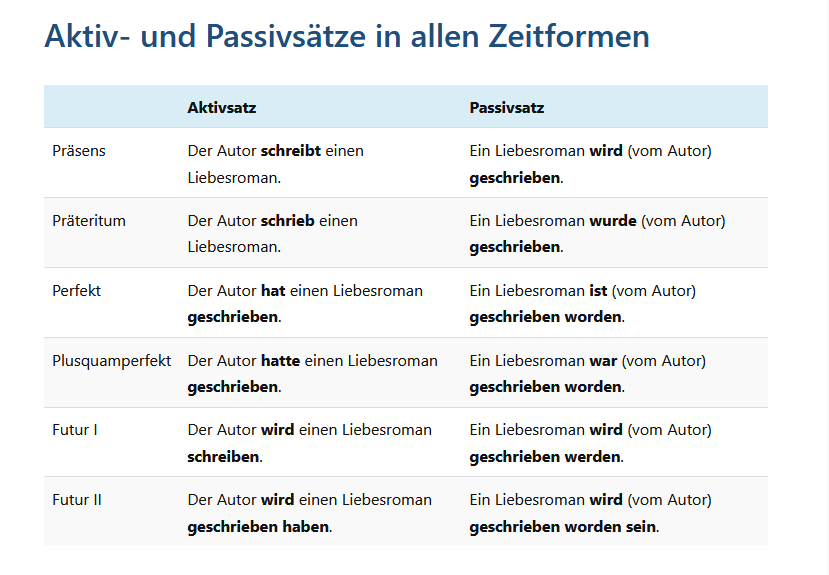 Aktiv- und Passivsätze in allen Zeitformen
Aktivsatz Passivsatz
Präsens Der Autor schreibt einen Ein Liebesroman wird (vom Autor)
Liebesroman. geschrieben.
Präteritum Der Autor schrieb einen Ein Liebesroman wurde (vom Autor)
Liebesroman. geschrieben.
Perfekt Der Autor hat einen Liebesroman Ein Liebesroman ist (vom Autor)
geschrieben. geschrieben worden.
Plusquamperfekt Der Autor hatte einen Liebesroman Ein Liebesroman war (vom Autor)
geschrieben. geschrieben worden.
Futur I Der Autor wird einen Liebesroman Ein Liebesroman wird (vom Autor)
schreiben. geschrieben werden.
Futur II Der Autor wird einen Liebesroman Ein Liebesroman wird (vom Autor)
geschrieben haben. geschrieben worden sein.